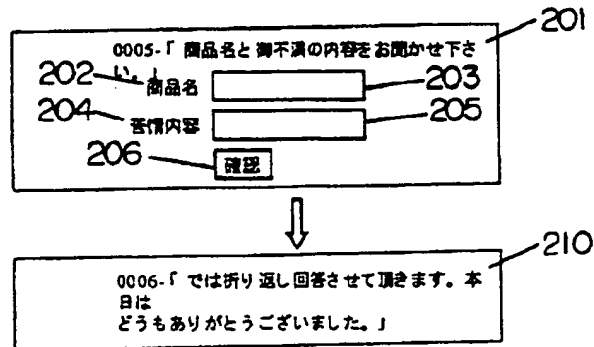 201
0005-「 商品名と御不満の内容をお聞かせ下さ
い。」
202 商品名 203
204 苦情内容 205
206 確認
210
0006-「 では折り返し回答させて頂きます。本
日は
どうもありがとうございました。」